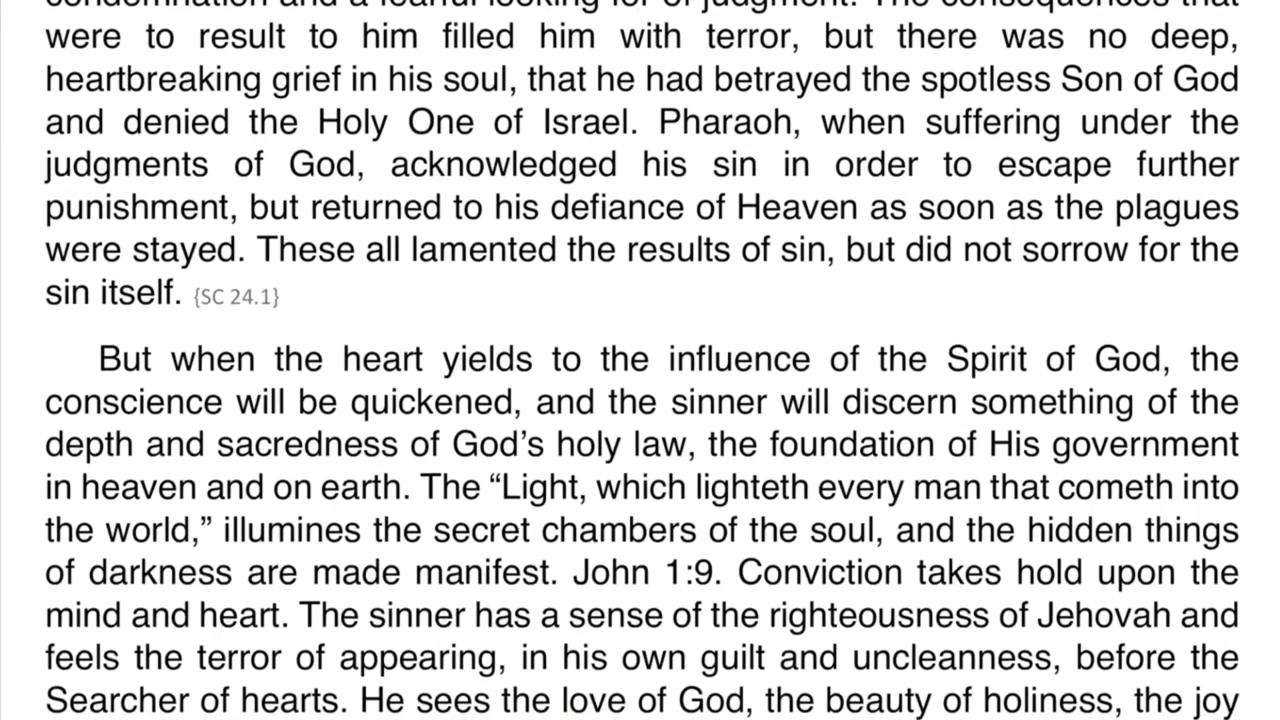 condemnation and a fearful looking for of judgment. The consequences that
were to result to him filled him with terror, but there was no deep,
heartbreaking grief in his soul, that he had betrayed the spotless Son of God
and denied the Holy One of Israel. Pharaoh, when suffering under the
judgments of God, acknowledged his sin in order to escape further
punishment, but returned to his defiance of Heaven as soon as the plagues
were stayed. These all lamented the results of sin, but did not sorrow for the
sin itself. {SC 24.1}
But when the heart yields to the influence of the Spirit of God, the
conscience will be quickened, and the sinner will discern something of the
depth and sacredness of God’s holy law, the foundation of His government
in heaven and on earth. The “Light, which lighteth every man that cometh into
the world,” illumines the secret chambers of the soul, and the hidden things
of darkness are made manifest. John 1:9. Conviction takes hold upon the
mind and heart. The sinner has a sense of the righteousness of Jehovah and
feels the terror of appearing, in his own guilt and uncleanness, before the
Searcher of hearts. He sees the love of God, the beauty of holiness, the joy